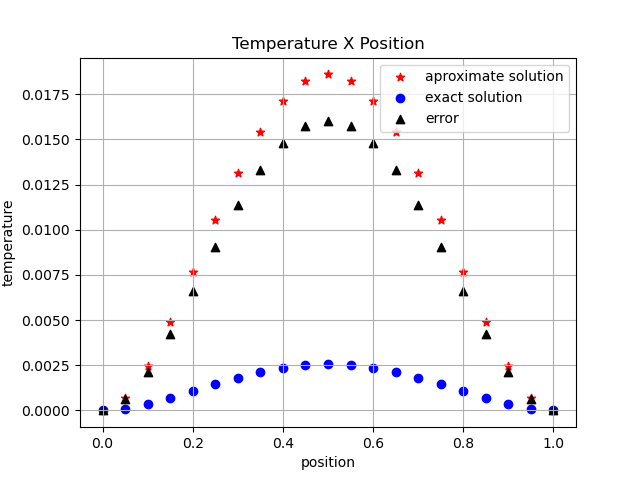 Temperature X Position
aproximate solution
exact solution
error
temperature
0.0175
0.0150
0.0125
0.0100
0.0075
0.0050
0.0025
0.0000
0.0 0.2 0.4 0.6 0.8 1.0
position